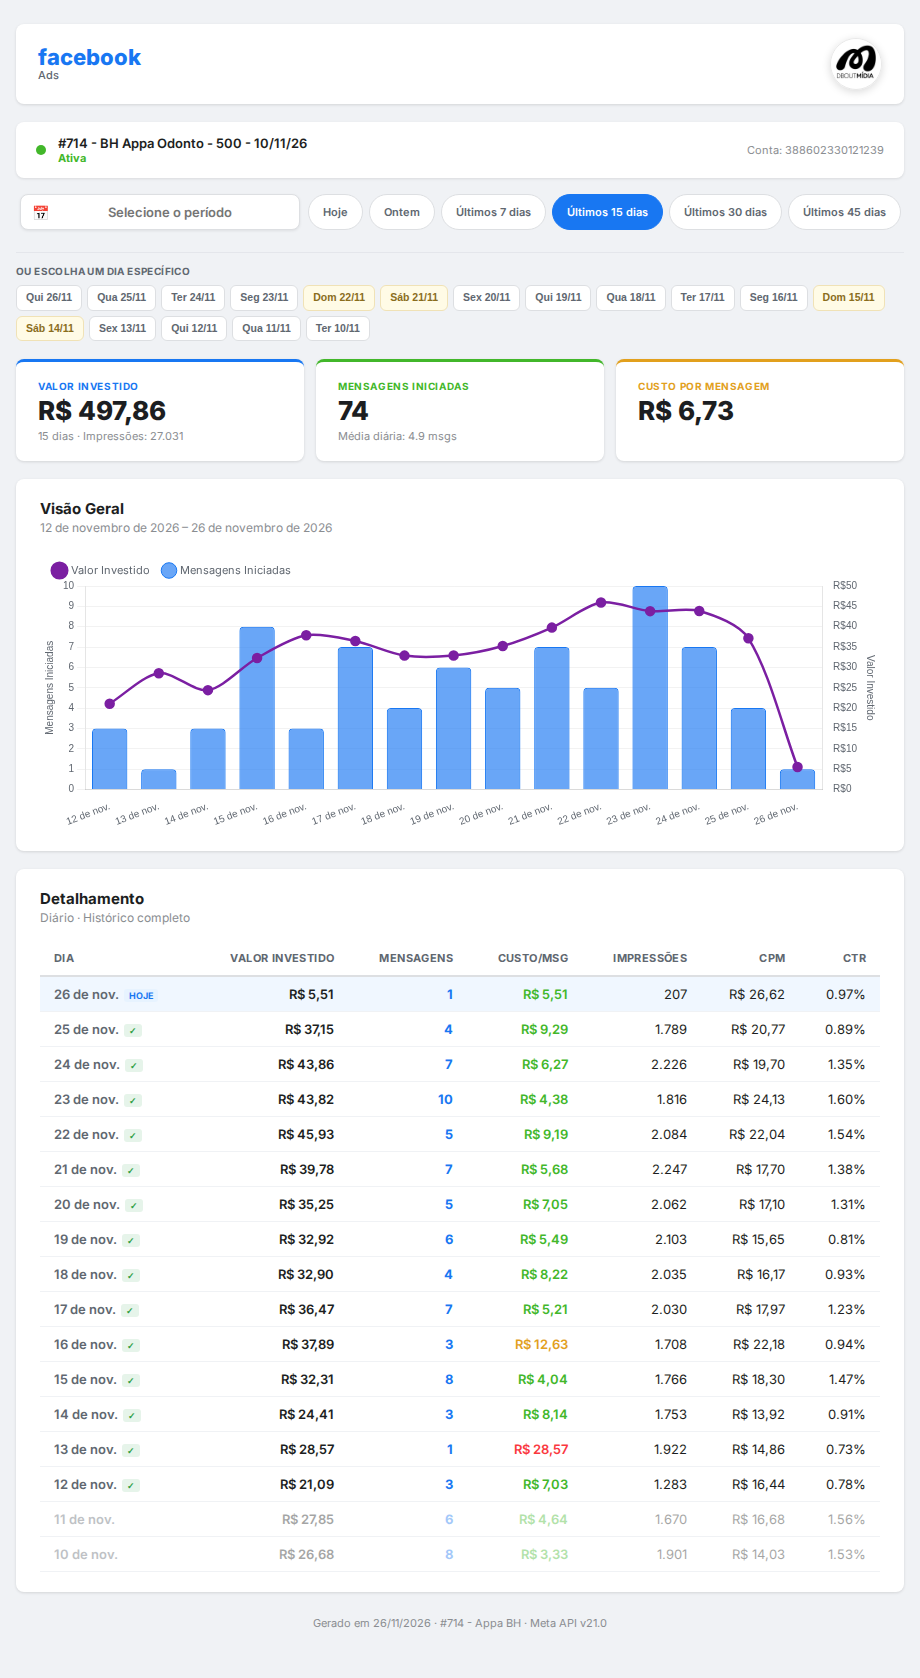 facebook
Ads
DBOUTMÍDIA
#714 - BH Appa Odonto - 500 - 10/11/26
Ativa
Conta: 388602330121239
Selecione o período
Hoje
Ontem
Últimos 7 dias
Últimos 15 dias
Últimos 30 dias
Últimos 45 dias
OU ESCOLHA UM DIA ESPECÍFICO
Qui 26/11
Qua 25/11
Ter 24/11
Seg 23/11
Dom 22/11
Sáb 21/11
Sex 20/11
Qui 19/11
Qua 18/11
Ter 17/11
Seg 16/11
Dom 15/11
Sáb 14/11
Sex 13/11
Qui 12/11
Qua 11/11
Ter 10/11
VALOR INVESTIDO
R$ 497,86
15 dias · Impressões: 27.031
MENSAGENS INICIADAS
74
Média diária: 4.9 msgs
CUSTO POR MENSAGEM
R$ 6,73
Visão Geral
12 de novembro de 2026 – 26 de novembro de 2026
Valor Investido
Mensagens Iniciadas
Mensagens Iniciadas
10
9
8
7
6
5
4
3
2
1
0
R$50
R$45
R$40
R$35
R$30
R$25
R$20
R$15
R$10
R$5
R$0
Valor Investido
12 de nov.
13 de nov.
14 de nov.
15 de nov.
16 de nov.
17 de nov.
18 de nov.
19 de nov.
20 de nov.
21 de nov.
22 de nov.
23 de nov.
24 de nov.
25 de nov.
26 de nov.
Detalhamento
Diário · Histórico completo
DIA VALOR INVESTIDO MENSAGENS CUSTO/MSG IMPRESSÕES CPM CTR
26 de nov. HOJE R$ 5,51 1 R$ 5,51 207 R$ 26,62 0.97%
25 de nov. ✓ R$ 37,15 4 R$ 9,29 1.789 R$ 20,77 0.89%
24 de nov. ✓ R$ 43,86 7 R$ 6,27 2.226 R$ 19,70 1.35%
23 de nov. ✓ R$ 43,82 10 R$ 4,38 1.816 R$ 24,13 1.60%
22 de nov. ✓ R$ 45,93 5 R$ 9,19 2.084 R$ 22,04 1.54%
21 de nov. ✓ R$ 39,78 7 R$ 5,68 2.247 R$ 17,70 1.38%
20 de nov. ✓ R$ 35,25 5 R$ 7,05 2.062 R$ 17,10 1.31%
19 de nov. ✓ R$ 32,92 6 R$ 5,49 2.103 R$ 15,65 0.81%
18 de nov. ✓ R$ 32,90 4 R$ 8,22 2.035 R$ 16,17 0.93%
17 de nov. ✓ R$ 36,47 7 R$ 5,21 2.030 R$ 17,97 1.23%
16 de nov. ✓ R$ 37,89 3 R$ 12,63 1.708 R$ 22,18 0.94%
15 de nov. ✓ R$ 32,31 8 R$ 4,04 1.766 R$ 18,30 1.47%
14 de nov. ✓ R$ 24,41 3 R$ 8,14 1.753 R$ 13,92 0.91%
13 de nov. ✓ R$ 28,57 1 R$ 28,57 1.922 R$ 14,86 0.73%
12 de nov. ✓ R$ 21,09 3 R$ 7,03 1.283 R$ 16,44 0.78%
11 de nov. R$ 27,85 6 R$ 4,64 1.670 R$ 16,68 1.56%
10 de nov. R$ 26,68 8 R$ 3,33 1.901 R$ 14,03 1.53%
Gerado em 26/11/2026 · #714 - Appa BH · Meta API v21.0